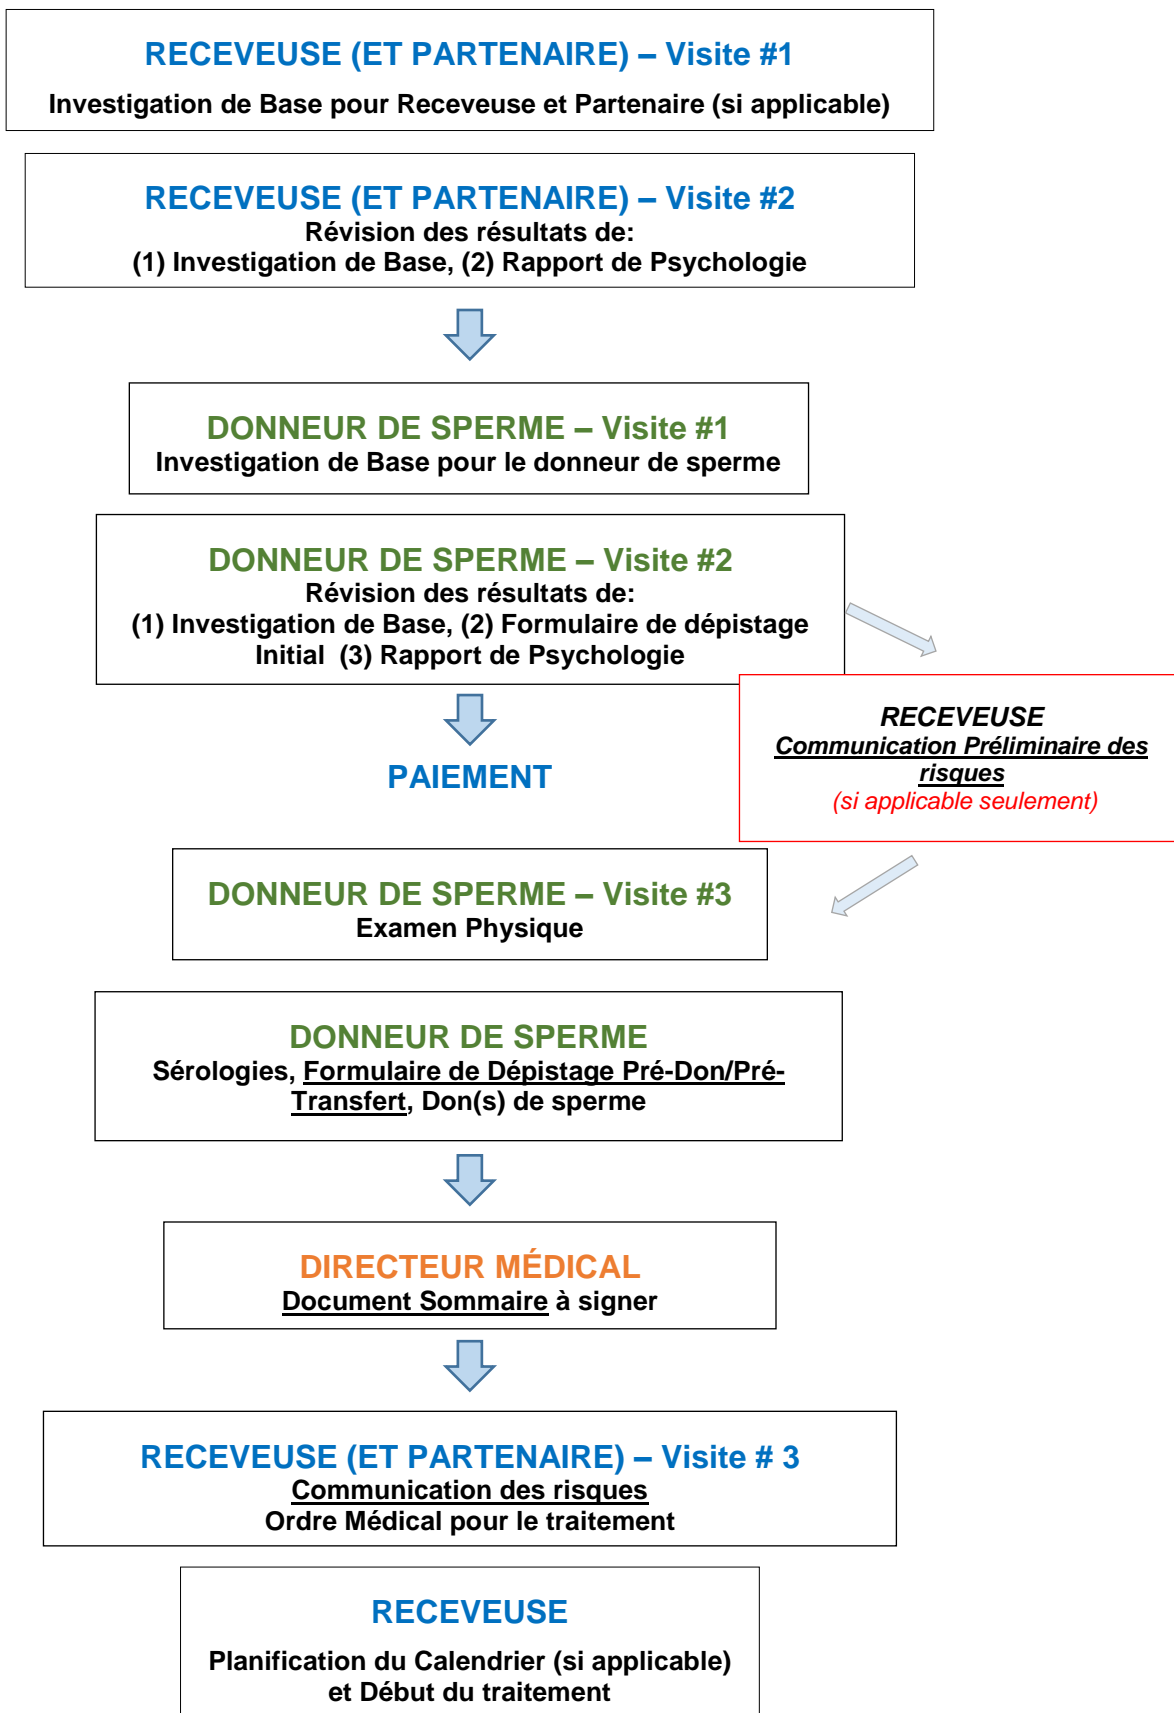 RECEVEUSE (ET PARTENAIRE) – Visite #1
Investigation de Base pour Receveuse et Partenaire (si applicable)
RECEVEUSE (ET PARTENAIRE) – Visite #2
Révision des résultats de:
(1) Investigation de Base, (2) Rapport de Psychologie
DONNEUR DE SPERME – Visite #1
Investigation de Base pour le donneur de sperme
DONNEUR DE SPERME – Visite #2
Révision des résultats de:
(1) Investigation de Base, (2) Formulaire de dépistage
Initial (3) Rapport de Psychologie
RECEVEUSE
Communication Préliminaire des
risques
(si applicable seulement)
PAIEMENT
DONNEUR DE SPERME – Visite #3
Examen Physique
DONNEUR DE SPERME
Sérologies, Formulaire de Dépistage Pré-Don/Pré-
Transfert, Don(s) de sperme
DIRECTEUR MÉDICAL
Document Sommaire à signer
RECEVEUSE (ET PARTENAIRE) – Visite # 3
Communication des risques
Ordre Médical pour le traitement
RECEVEUSE
Planification du Calendrier (si applicable)
et Début du traitement